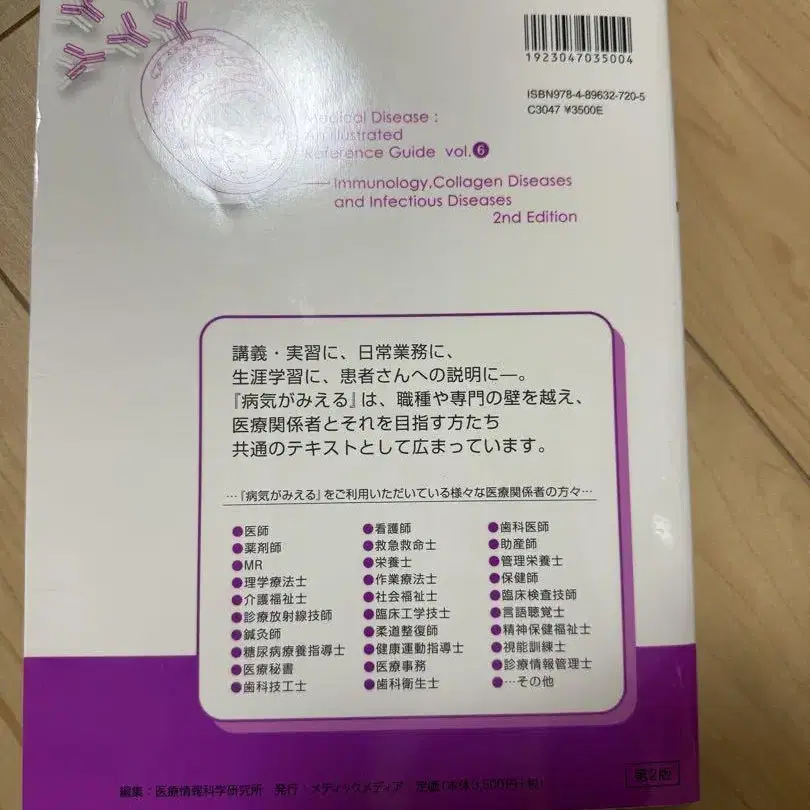 1923047035004
ISBN978-4-89632-720-5
C3047 ¥3500E
Medical Disease :
An Illustrated
Reference Guide vol.6
Immunology,Collagen Diseases
and Infectious Diseases
2nd Edition
講義・実習に、日常業務に、
生涯学習に、患者さんへの説明に―。
『病気がみえる』は、職種や専門の壁を越え、
医療関係者とそれを目指す方たち
共通のテキストとして広まっています。
…『病気がみえる』をご利用いただいている様々な医療関係者の方々…
●医師 ●看護師 ●歯科医師
●薬剤師 ●救急救命士 ●助産師
●MR ●栄養士 ●管理栄養士
●理学療法士 ●作業療法士 ●保健師
●介護福祉士 ●社会福祉士 ●臨床検査技師
●診療放射線技師 ●臨床工学技士 ●言語聴覚士
●鍼灸師 ●柔道整復師 ●精神保健福祉士
●糖尿病療養指導士 ●健康運動指導士 ●視能訓練士
●医療秘書 ●医療事務 ●診療情報管理士
●歯科技工士 ●歯科衛生士 ●…その他
第2版
編集：医療情報科学研究所 発行：メディックメディア 定価(本体3,500円+税)